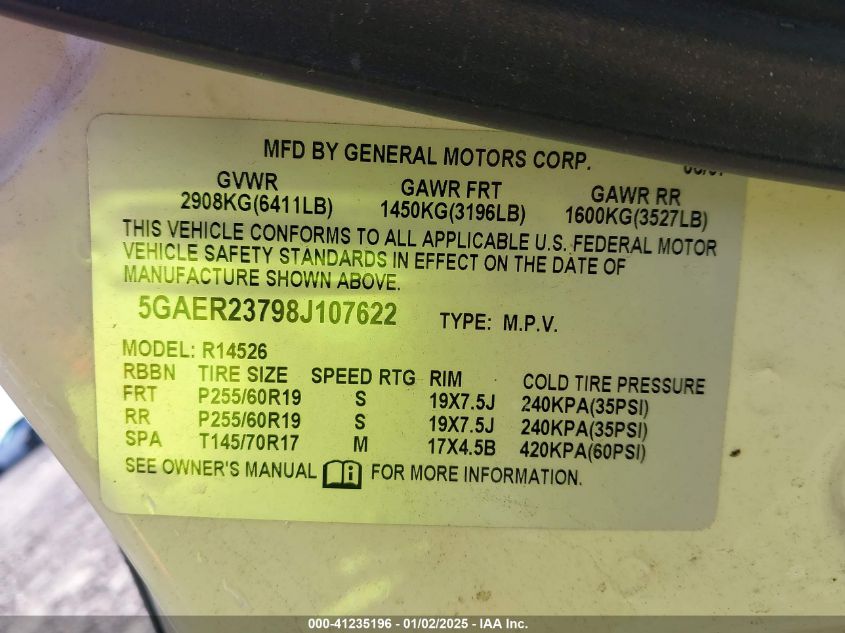 MFD BY GENERAL MOTORS CORP.
GVWR GAWR FRT GAWR RR
2908KG(6411LB) 1450KG(3196LB) 1600KG(3527LB)
THIS VEHICLE CONFORMS TO ALL APPLICABLE U.S. FEDERAL MOTOR
VEHICLE SAFETY STANDARDS IN EFFECT ON THE DATE OF
MANUFACTURE SHOWN ABOVE.
5GAER23798J107622 TYPE: M.P.V.
MODEL: R14526
RBBN TIRE SIZE SPEED RTG RIM COLD TIRE PRESSURE
FRT P255/60R19 S 19X7.5J 240KPA(35PSI)
RR P255/60R19 S 19X7.5J 240KPA(35PSI)
SPA T145/70R17 M 17X4.5B 420KPA(60PSI)
SEE OWNER'S MANUAL FOR MORE INFORMATION.
000-41235196 - 01/02/2025 - IAA Inc.